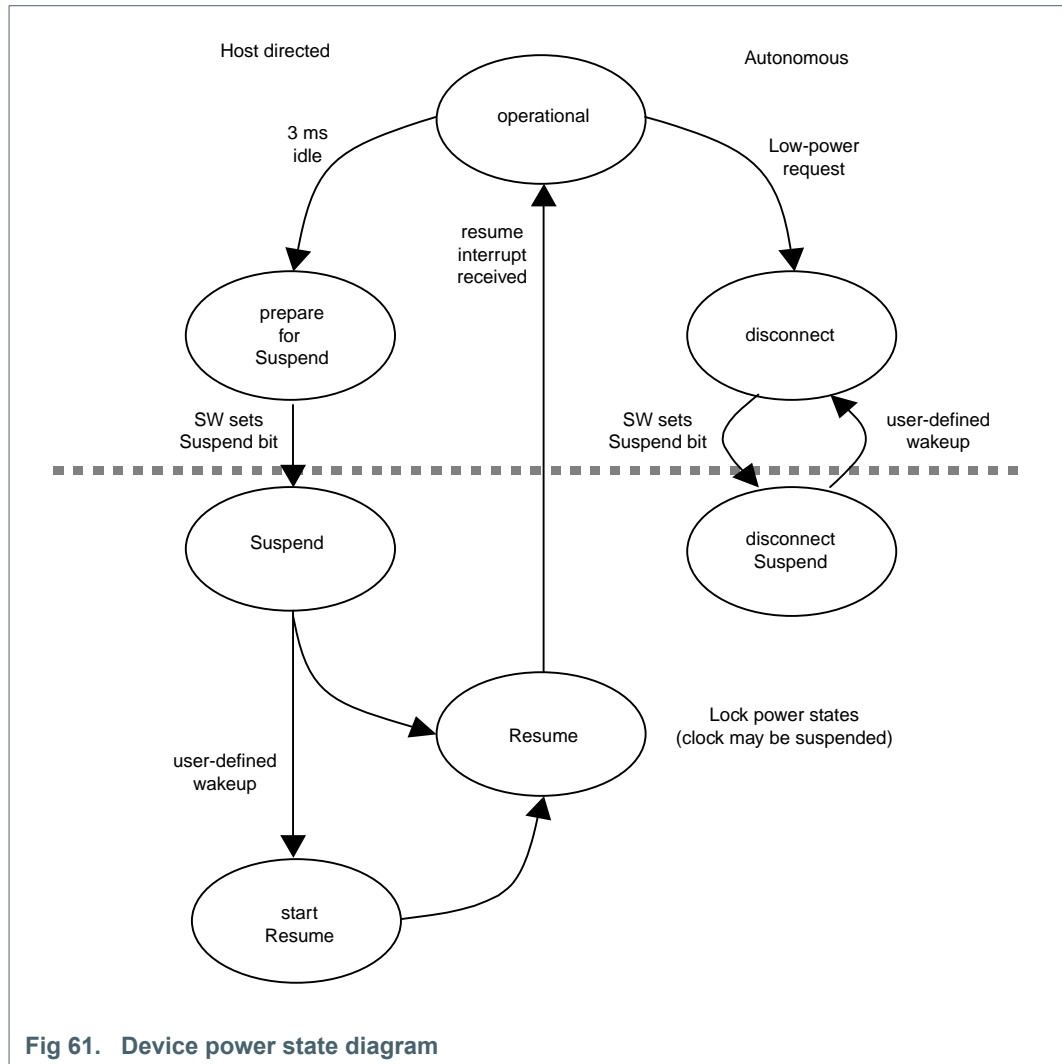 Host directed
Autonomous
operational
3 ms
idle
Low-power
request
resume
interrupt
received
prepare
for
Suspend
disconnect
SW sets
Suspend bit
SW sets
Suspend bit
user-defined
wakeup
Suspend
disconnect
Suspend
Resume
Lock power states
(clock may be suspended)
user-defined
wakeup
start
Resume
Fig 61. Device power state diagram